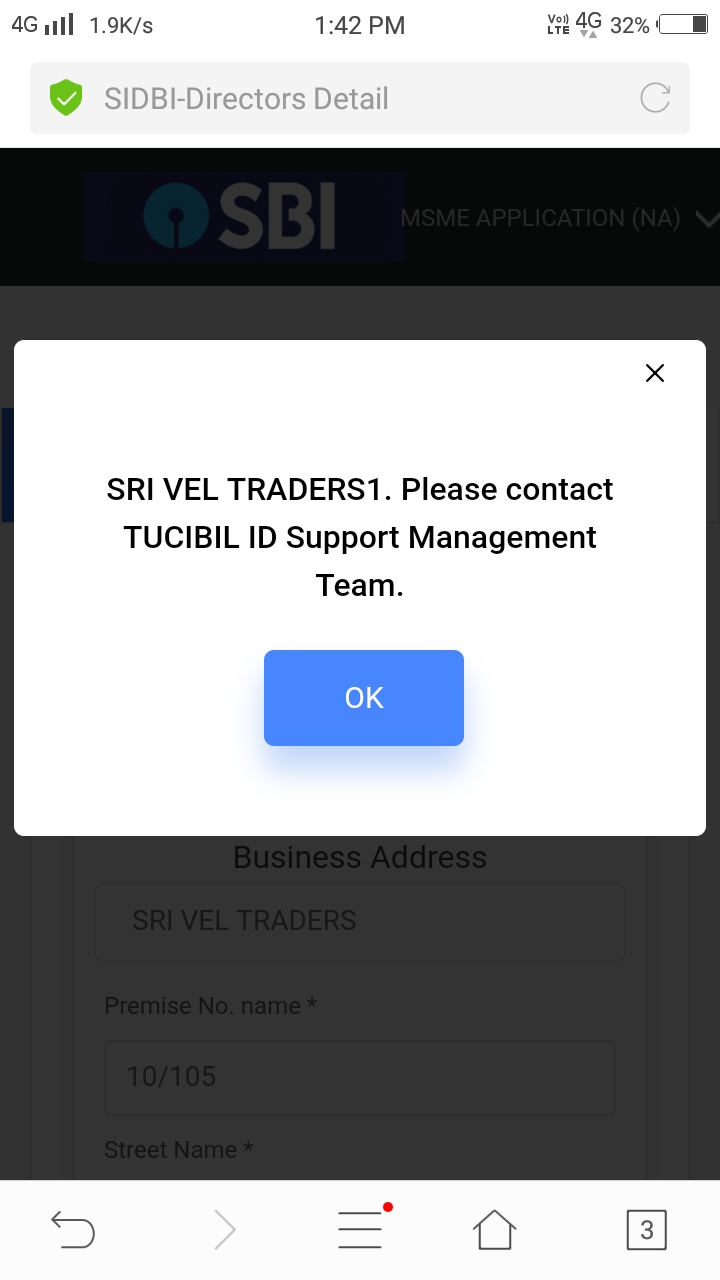 4G 1.9K/s 1:42 PM Vo)) LTE 4G 32%
SIDBI-Directors Detail
SBI MSME APPLICATION (NA)
SRI VEL TRADERS1. Please contact
TUCIBIL ID Support Management
Team.
OK
Business Address
SRI VEL TRADERS
Premise No. name *
10/105
Street Name *
3